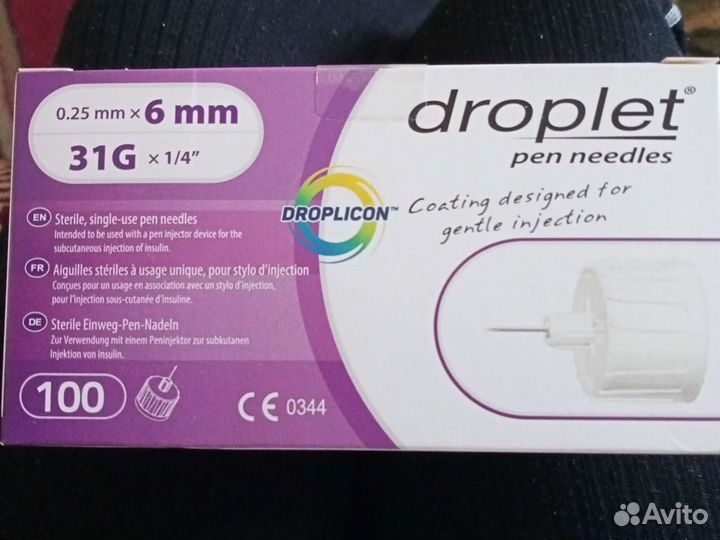 0.25 mm × 6 mm
31G × 1/4"
DROPLICON™
droplet®
pen needles
Coating designed for
gentle injection
EN Sterile, single-use pen needles
Intended to be used with a pen injector device for the
subcutaneous injection of insulin.
FR Aiguilles stériles à usage unique, pour stylo d'injection
Conçues pour un usage en association avec un stylo d'injection,
pour l'injection sous-cutanée d'insuline.
DE Sterile Einweg-Pen-Nadeln
Zur Verwendung mit einem Peninjektor zur subkutanen
Injektion von Insulin.
100
CE 0344
Avito